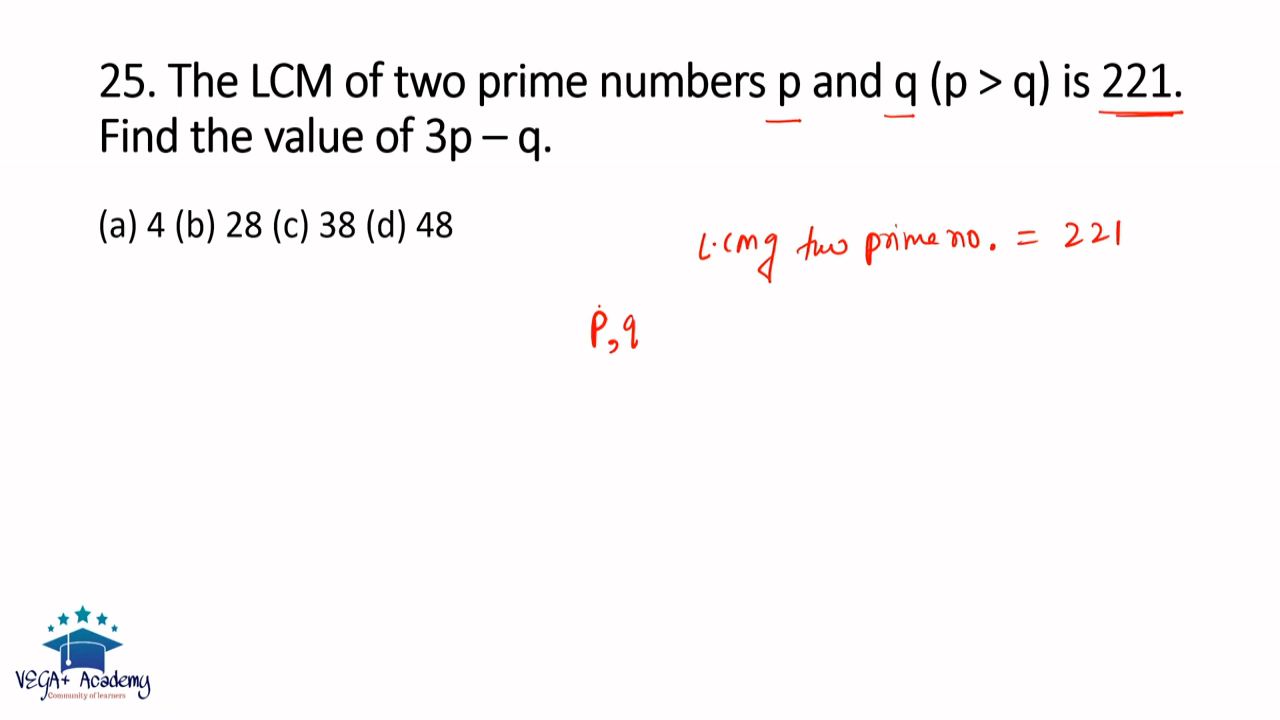 25. The LCM of two prime numbers p and q (p > q) is 221.
Find the value of 3p – q.
(a) 4 (b) 28 (c) 38 (d) 48
L.CM of two prime no. = 221
P, q
VEGA+ Academy
Community of learners